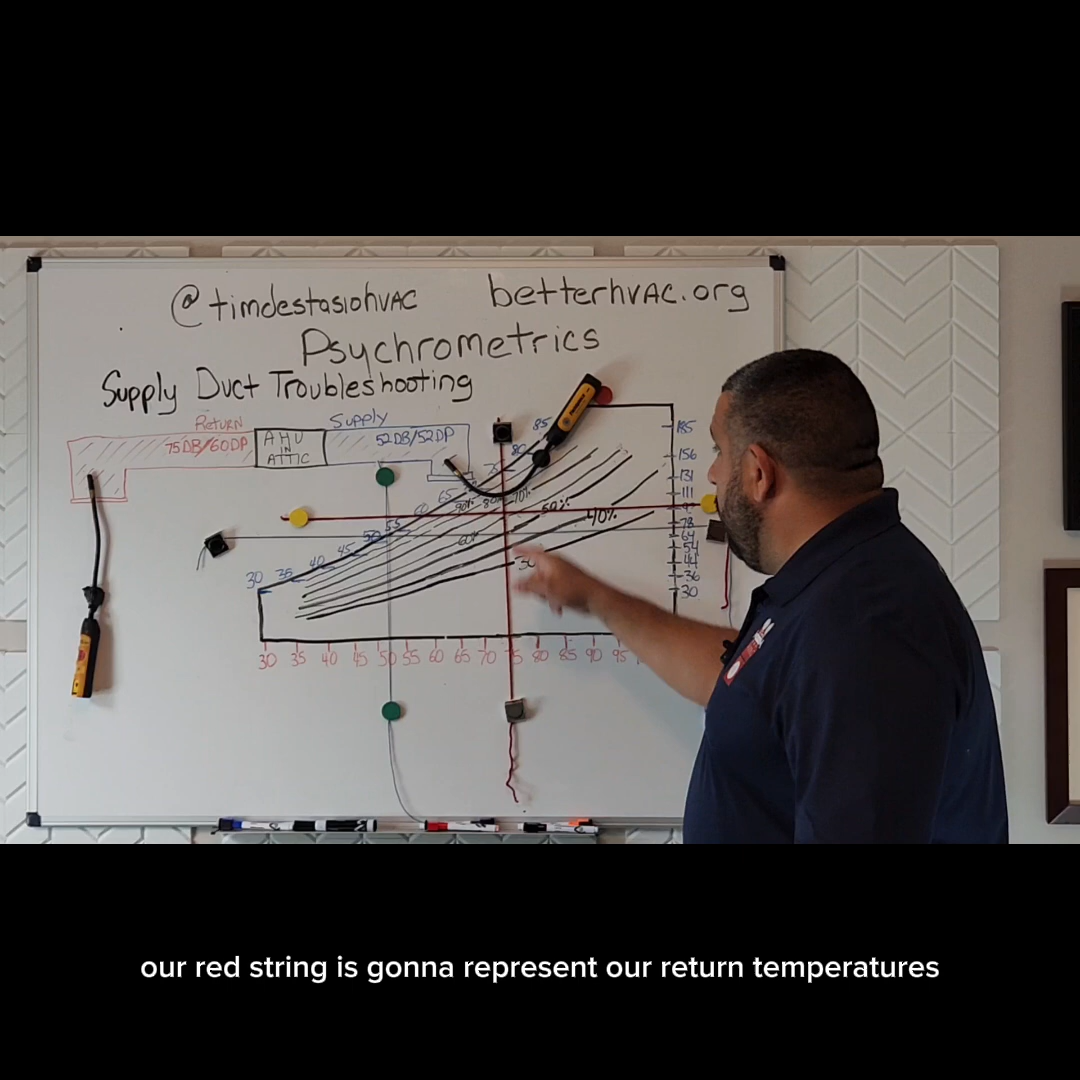 @timdestasiohVAC betterhvac.org
Psychrometrics
Supply Duct Troubleshooting
RETURN
Supply
75DB/60DP
AHU
IN
ATTIC
52DB/52DP
85
80
75
65
60
55
50
45
40
35
30
90%
80%
70%
60%
50%
40%
30
185
156
131
111
78
64
54
44
36
30
30 35 40 45 50 55 60 65 70 75 80 85 90 95
our red string is gonna represent our return temperatures